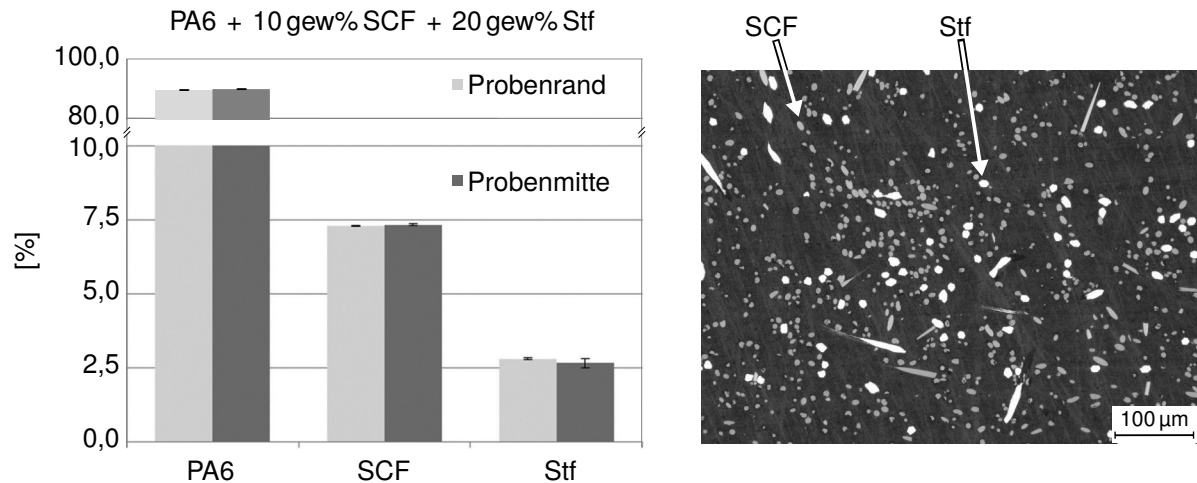 PA6 + 10 gew% SCF + 20 gew% Stf
100,0
80,0
10,0
7,5
5,0
2,5
0,0
[%]
Probenrand
Probenmitte
PA6 SCF Stf
SCF Stf
100 µm